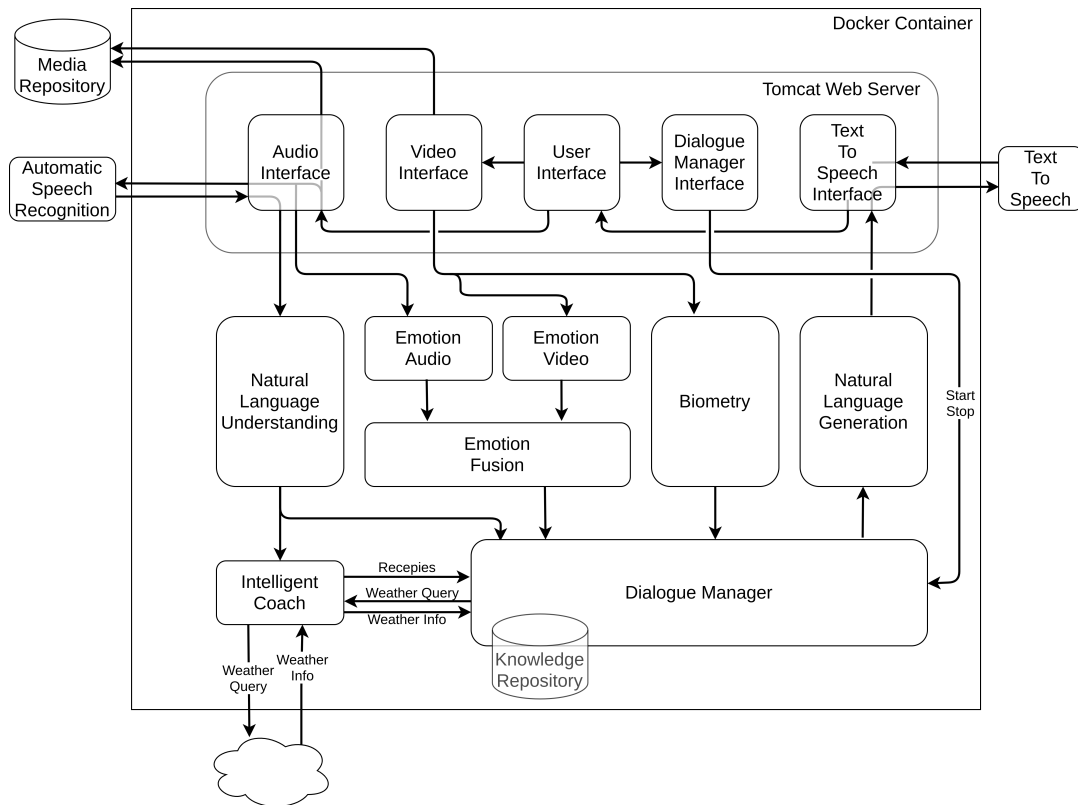 Docker Container
Media
Repository
Tomcat Web Server
Audio
Interface
Video
Interface
User
Interface
Dialogue
Manager
Interface
Text
To
Speech
Interface
Automatic
Speech
Recognition
Text
To
Speech
Natural
Language
Understanding
Emotion
Audio
Emotion
Video
Biometry
Natural
Language
Generation
Start
Stop
Emotion
Fusion
Intelligent
Coach
Recepies
Weather Query
Weather Info
Dialogue Manager
Knowledge
Repository
Weather
Query
Weather
Info